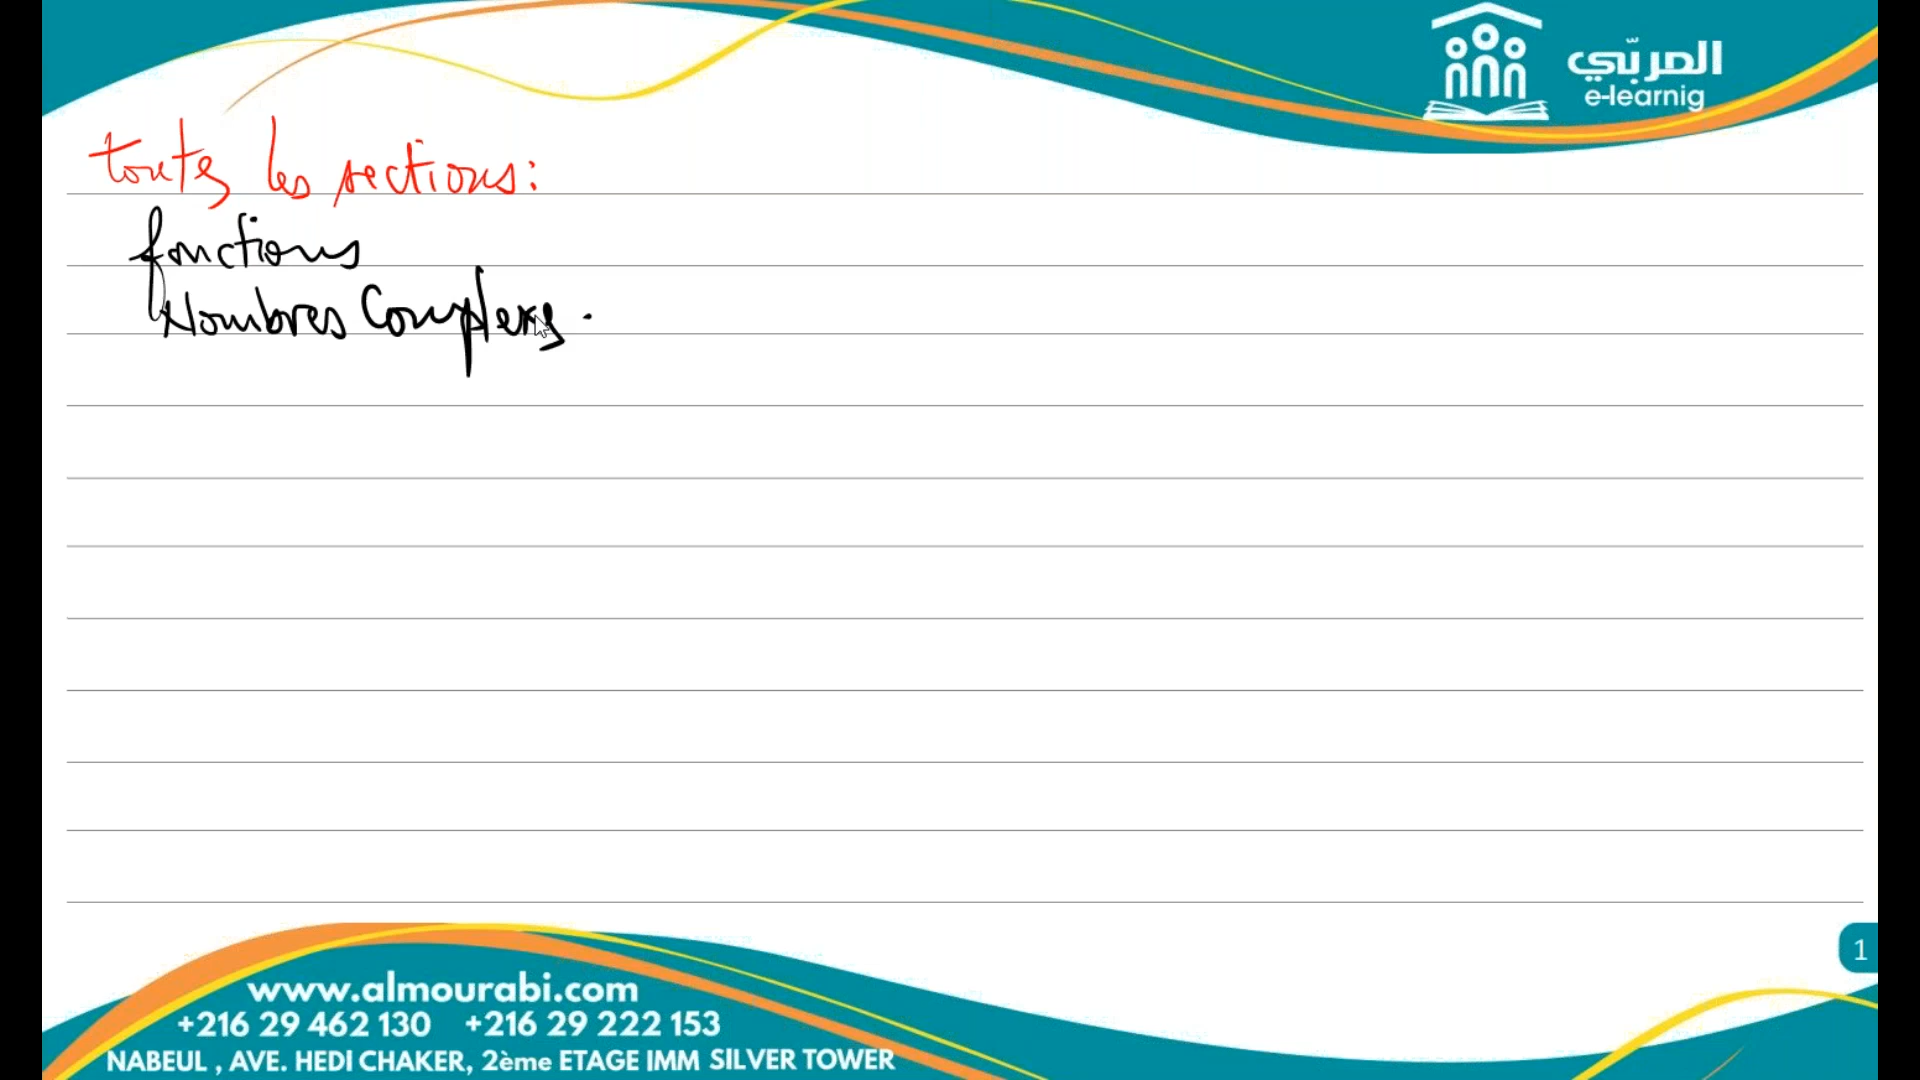 المربّي
e-learnig
toutes les sections:
fonctions
Nombres Complexes.
1
www.almourabi.com
+216 29 462 130 +216 29 222 153
NABEUL , AVE. HEDI CHAKER, 2ème ETAGE IMM SILVER TOWER